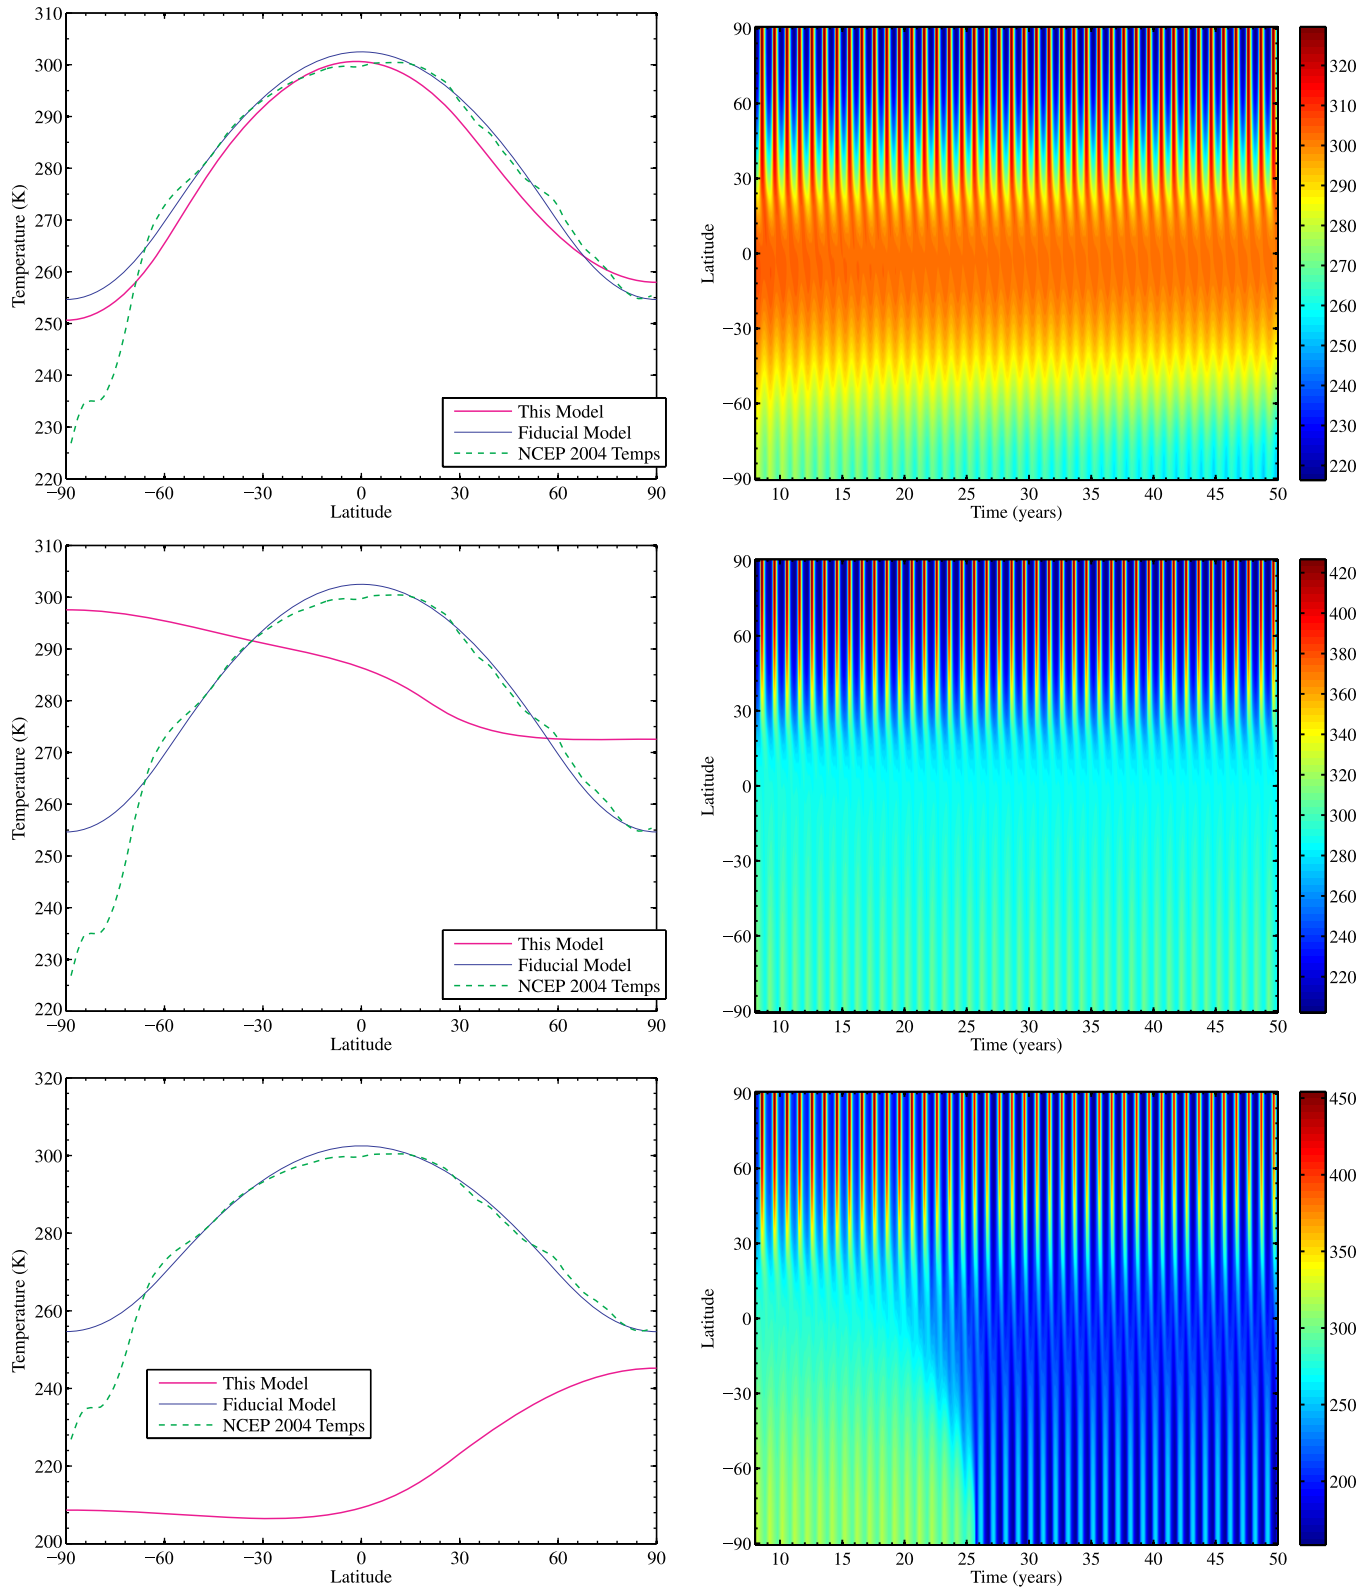 310
300
290
280
270
260
250
240
230
220
Temperature (K)
This Model
Fiducial Model
NCEP 2004 Temps
−90 −60 −30 0 30 60 90
Latitude
90
60
30
0
−30
−60
−90
Latitude
10 15 20 25 30 35 40 45 50
Time (years)
320
310
300
290
280
270
260
250
240
230
220
310
300
290
280
270
260
250
240
230
220
Temperature (K)
This Model
Fiducial Model
NCEP 2004 Temps
−90 −60 −30 0 30 60 90
Latitude
90
60
30
0
−30
−60
−90
Latitude
10 15 20 25 30 35 40 45 50
Time (years)
420
400
380
360
340
320
300
280
260
240
220
320
300
280
260
240
220
200
Temperature (K)
This Model
Fiducial Model
NCEP 2004 Temps
−90 −60 −30 0 30 60 90
Latitude
90
60
30
0
−30
−60
−90
Latitude
10 15 20 25 30 35 40 45 50
Time (years)
450
400
350
300
250
200